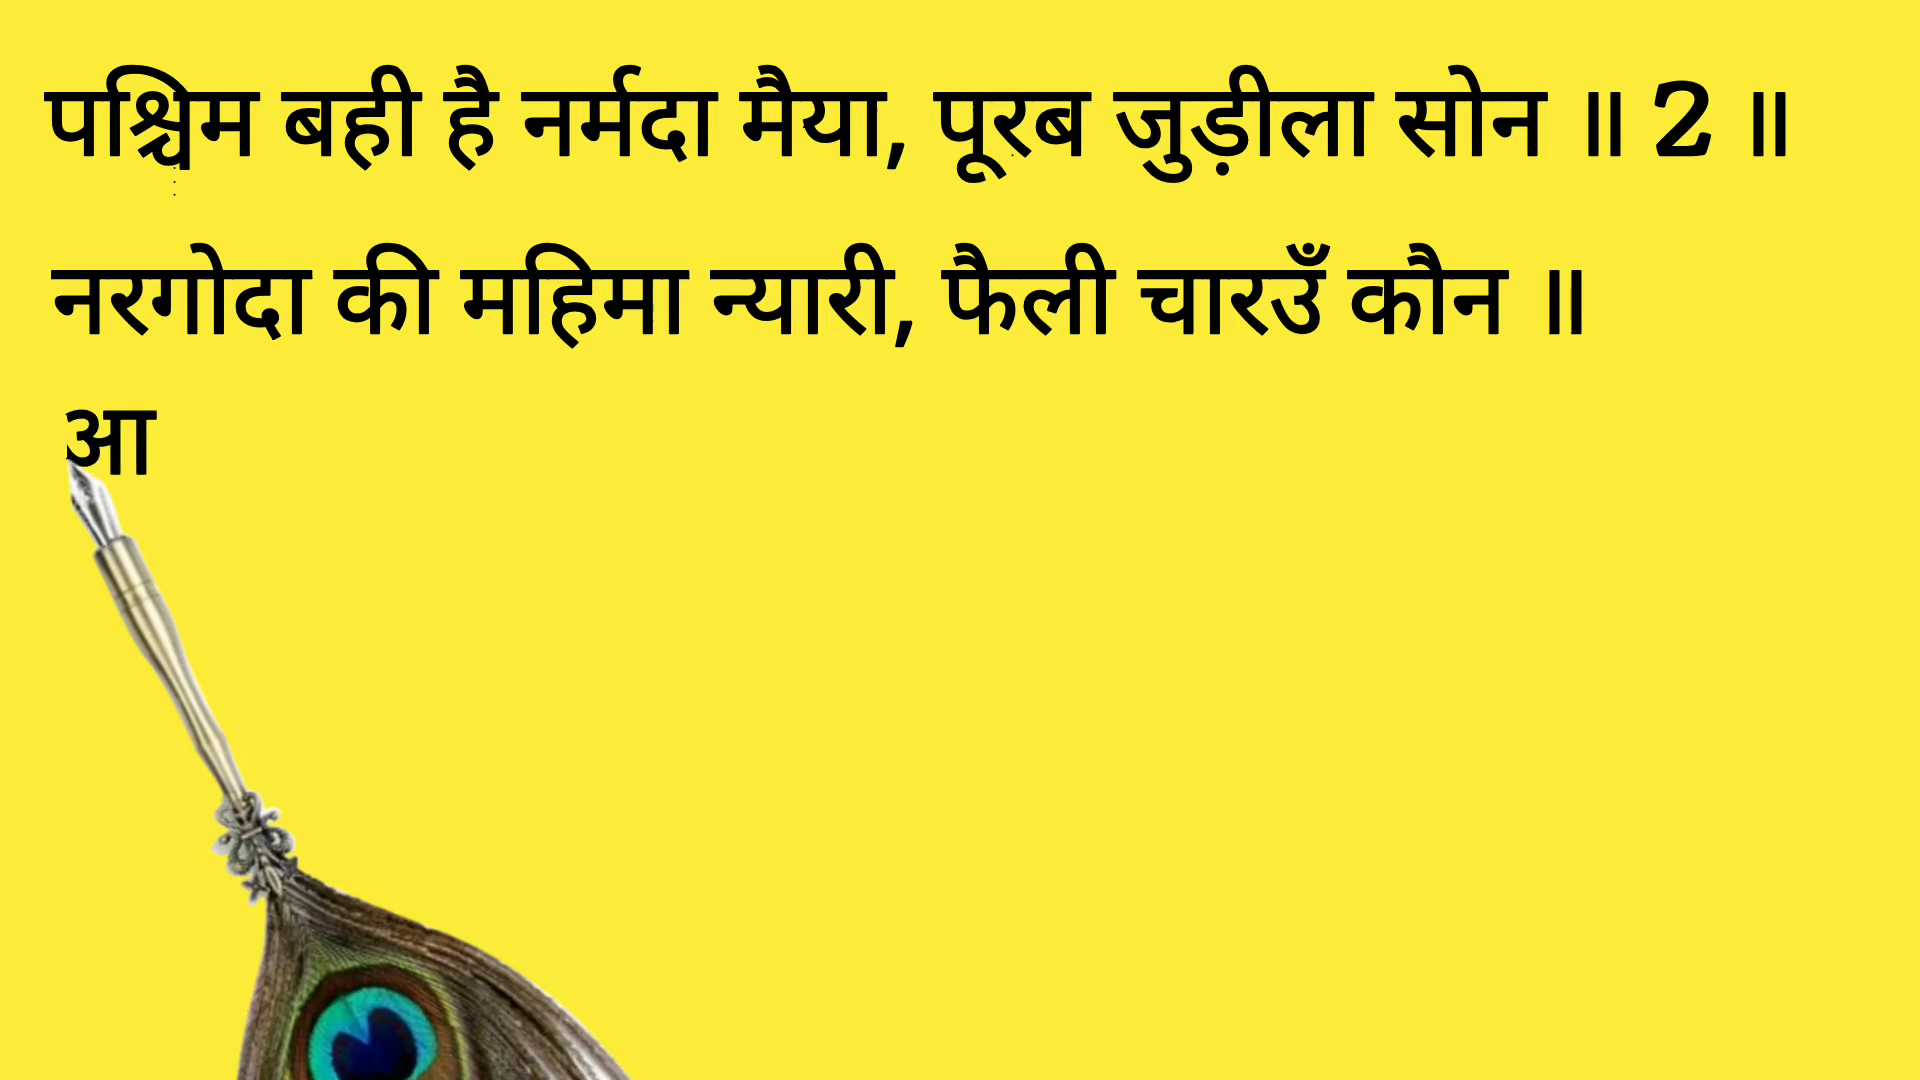 पश्चिम बही है नर्मदा मैया, पूरब जुड़ीला सोन ॥ 2 ॥
नरगोदा की महिमा न्यारी, फैली चारउँ कौन ॥
आ